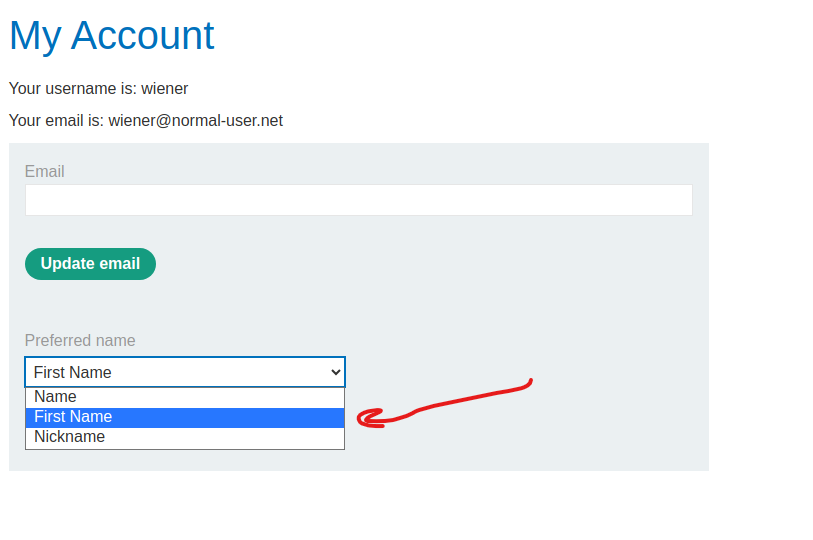 My Account
Your username is: wiener
Your email is: wiener@normal-user.net
Email
Update email
Preferred name
First Name
Name
First Name
Nickname